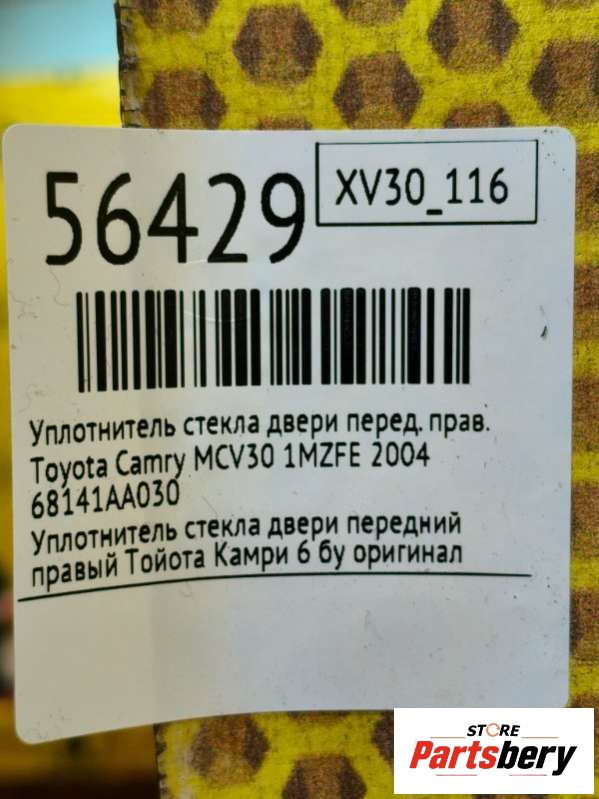 56429
XV30_116
Уплотнитель стекла двери перед. прав.
Toyota Camry MCV30 1MZFE 2004
68141AA030
Уплотнитель стекла двери передний
правый Тойота Камри 6 бу оригинал
STORE
Partsbery